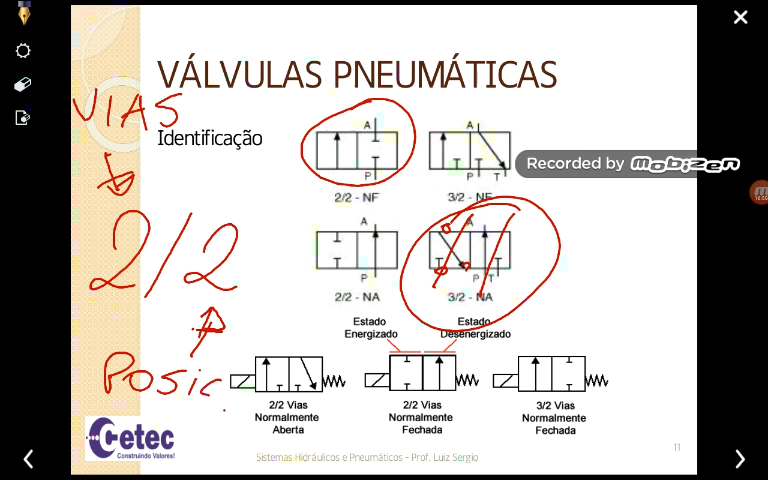 VÁLVULAS PNEUMÁTICAS
VIAS
Identificação
A
P
2/2 - NF
A
P T
3/2 - NF
Recorded by Mobizen
16:59
2/2
A
P
2/2 - NA
A
P T
3/2 - NA
Estado
Energizado
Estado
Desenergizado
POSIC.
2/2 Vias
Normalmente
Aberta
2/2 Vias
Normalmente
Fechada
3/2 Vias
Normalmente
Fechada
Cetec
Construindo Valores!
Sistemas Hidráulicos e Pneumáticos - Prof. Luiz Sergio
11